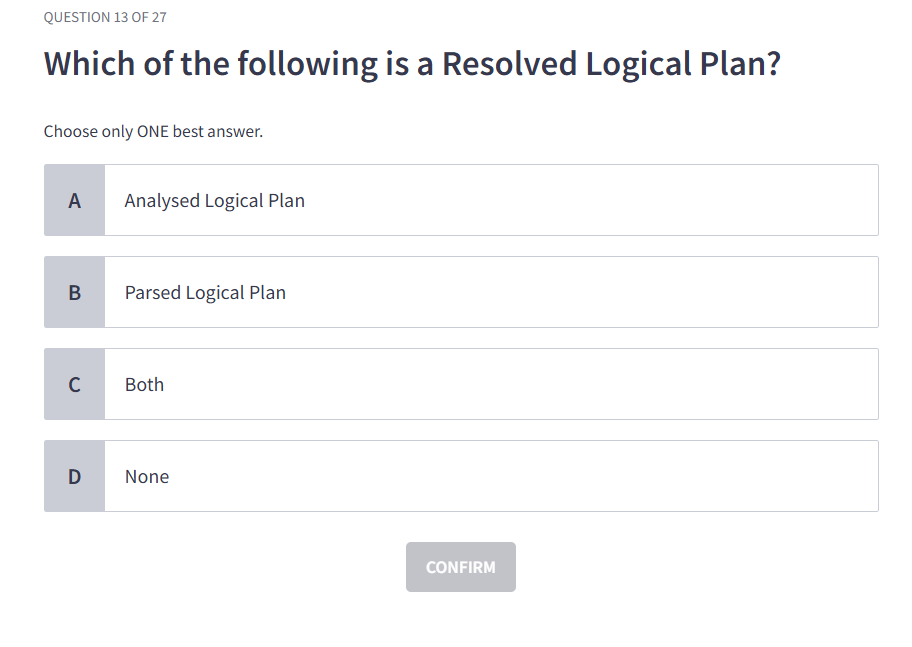 QUESTION 13 OF 27
Which of the following is a Resolved Logical Plan?
Choose only ONE best answer.
A Analysed Logical Plan
B Parsed Logical Plan
C Both
D None
CONFIRM